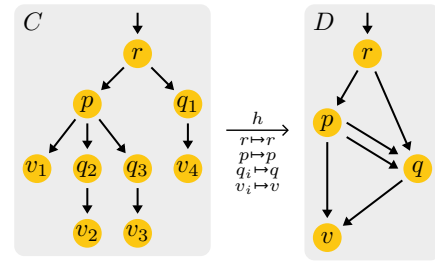 C
r
p q₁
v₁ q₂ q₃ v₄
v₂ v₃
h
r↦r
p↦p
qᵢ↦q
vᵢ↦v
D
r
p
q
v